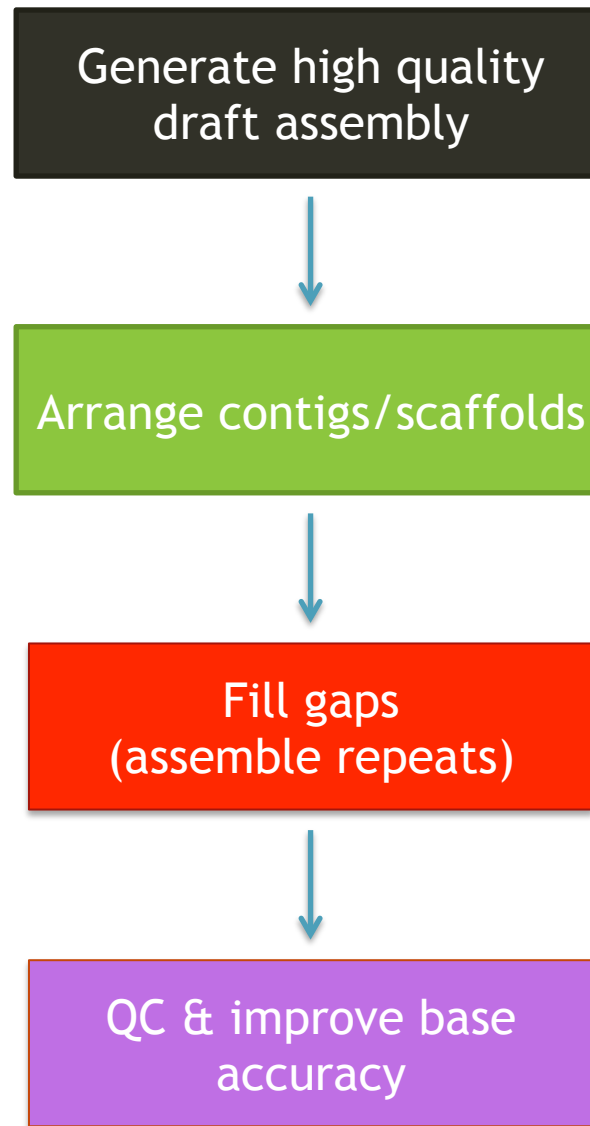 Generate high quality
draft assembly
Arrange contigs/scaffolds
Fill gaps
(assemble repeats)
QC & improve base
accuracy